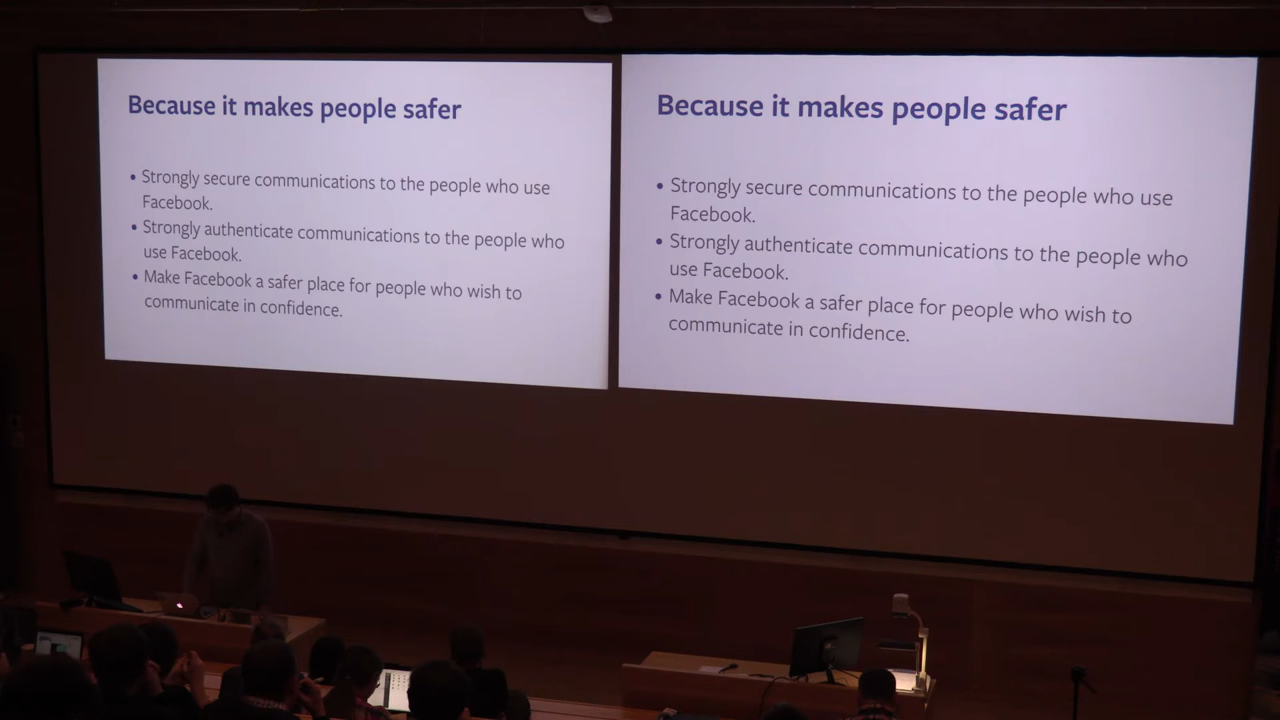 Because it makes people safer
• Strongly secure communications to the people who use
Facebook.
• Strongly authenticate communications to the people who
use Facebook.
• Make Facebook a safer place for people who wish to
communicate in confidence.
Because it makes people safer
• Strongly secure communications to the people who use
Facebook.
• Strongly authenticate communications to the people who
use Facebook.
• Make Facebook a safer place for people who wish to
communicate in confidence.